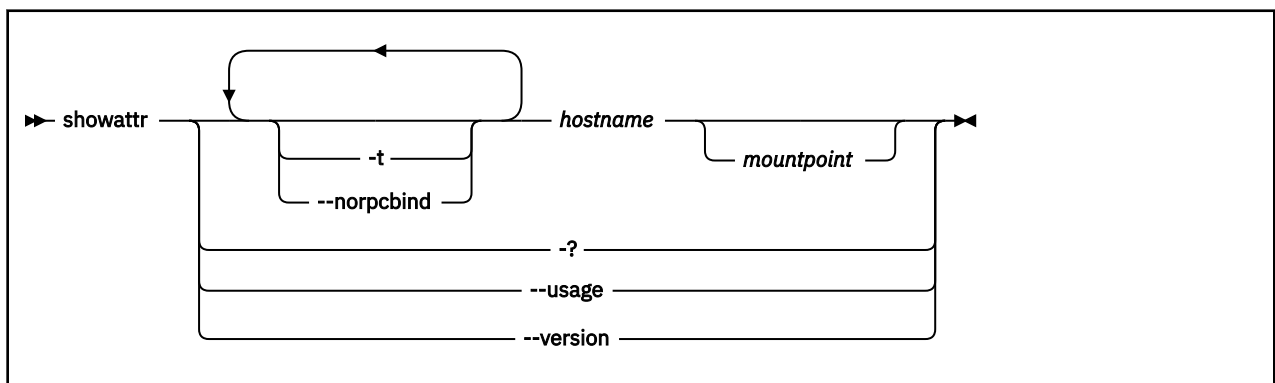 showattr hostname
-t mountpoint
--norpcbind
-?
--usage
--version